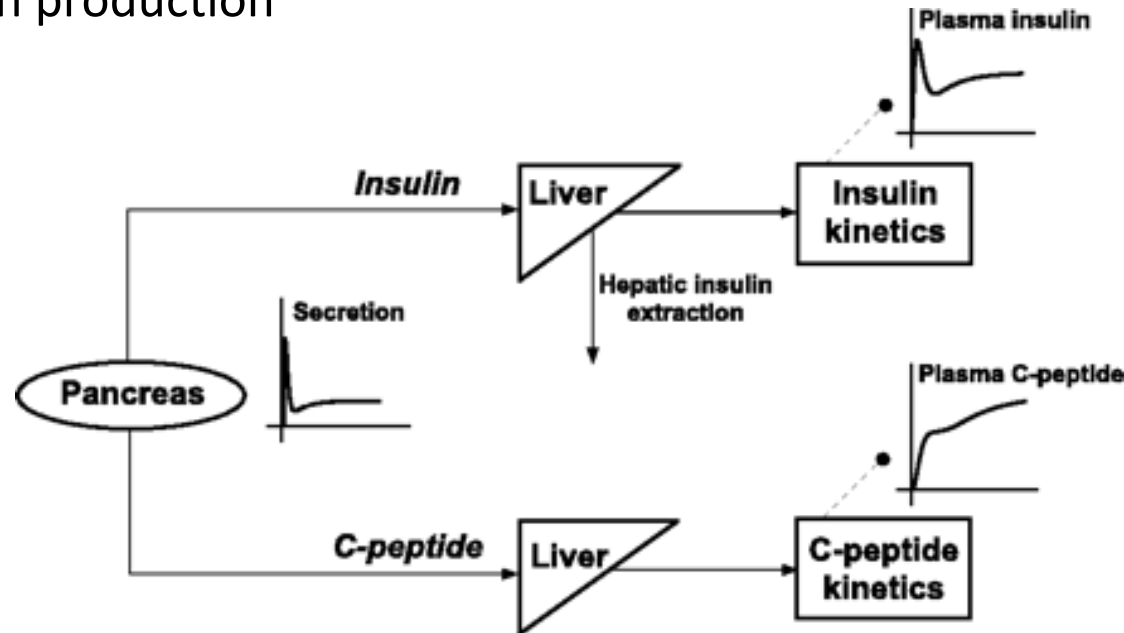 production
Plasma insulin
Insulin
Liver
Insulin
kinetics
Hepatic insulin
extraction
Secretion
Pancreas
Plasma C-peptide
C-peptide
Liver
C-peptide
kinetics